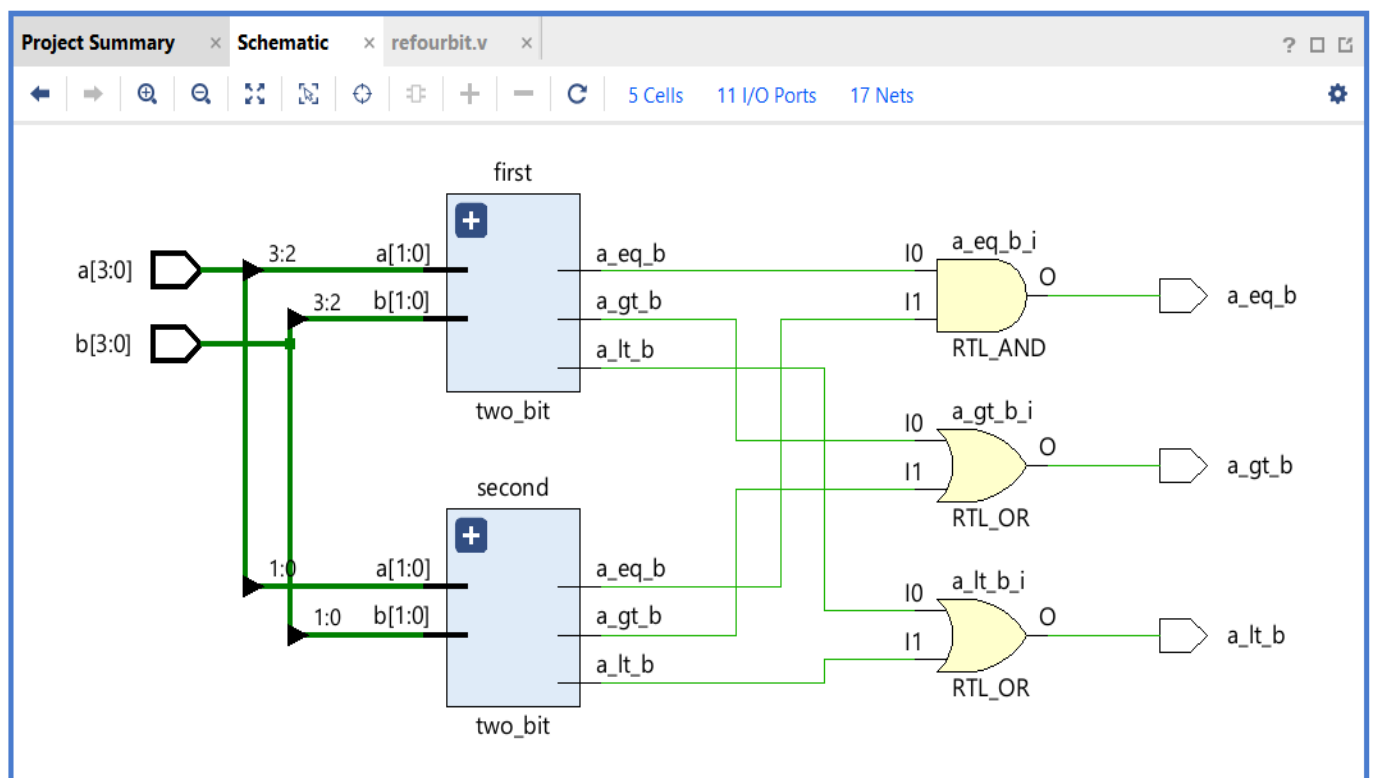 Project Summary × Schematic × refourbit.v ×
5 Cells 11 I/O Ports 17 Nets
first
a[3:0] 3:2 a[1:0] a_eq_b I0 a_eq_b_i O
b[3:0] 3:2 b[1:0] a_gt_b I1 a_eq_b
a_lt_b RTL_AND
two_bit
I0 a_gt_b_i O
I1 a_gt_b
RTL_OR
second
1:0 a[1:0] a_eq_b I0 a_lt_b_i O
1:0 b[1:0] a_gt_b I1 a_lt_b
a_lt_b RTL_OR
two_bit